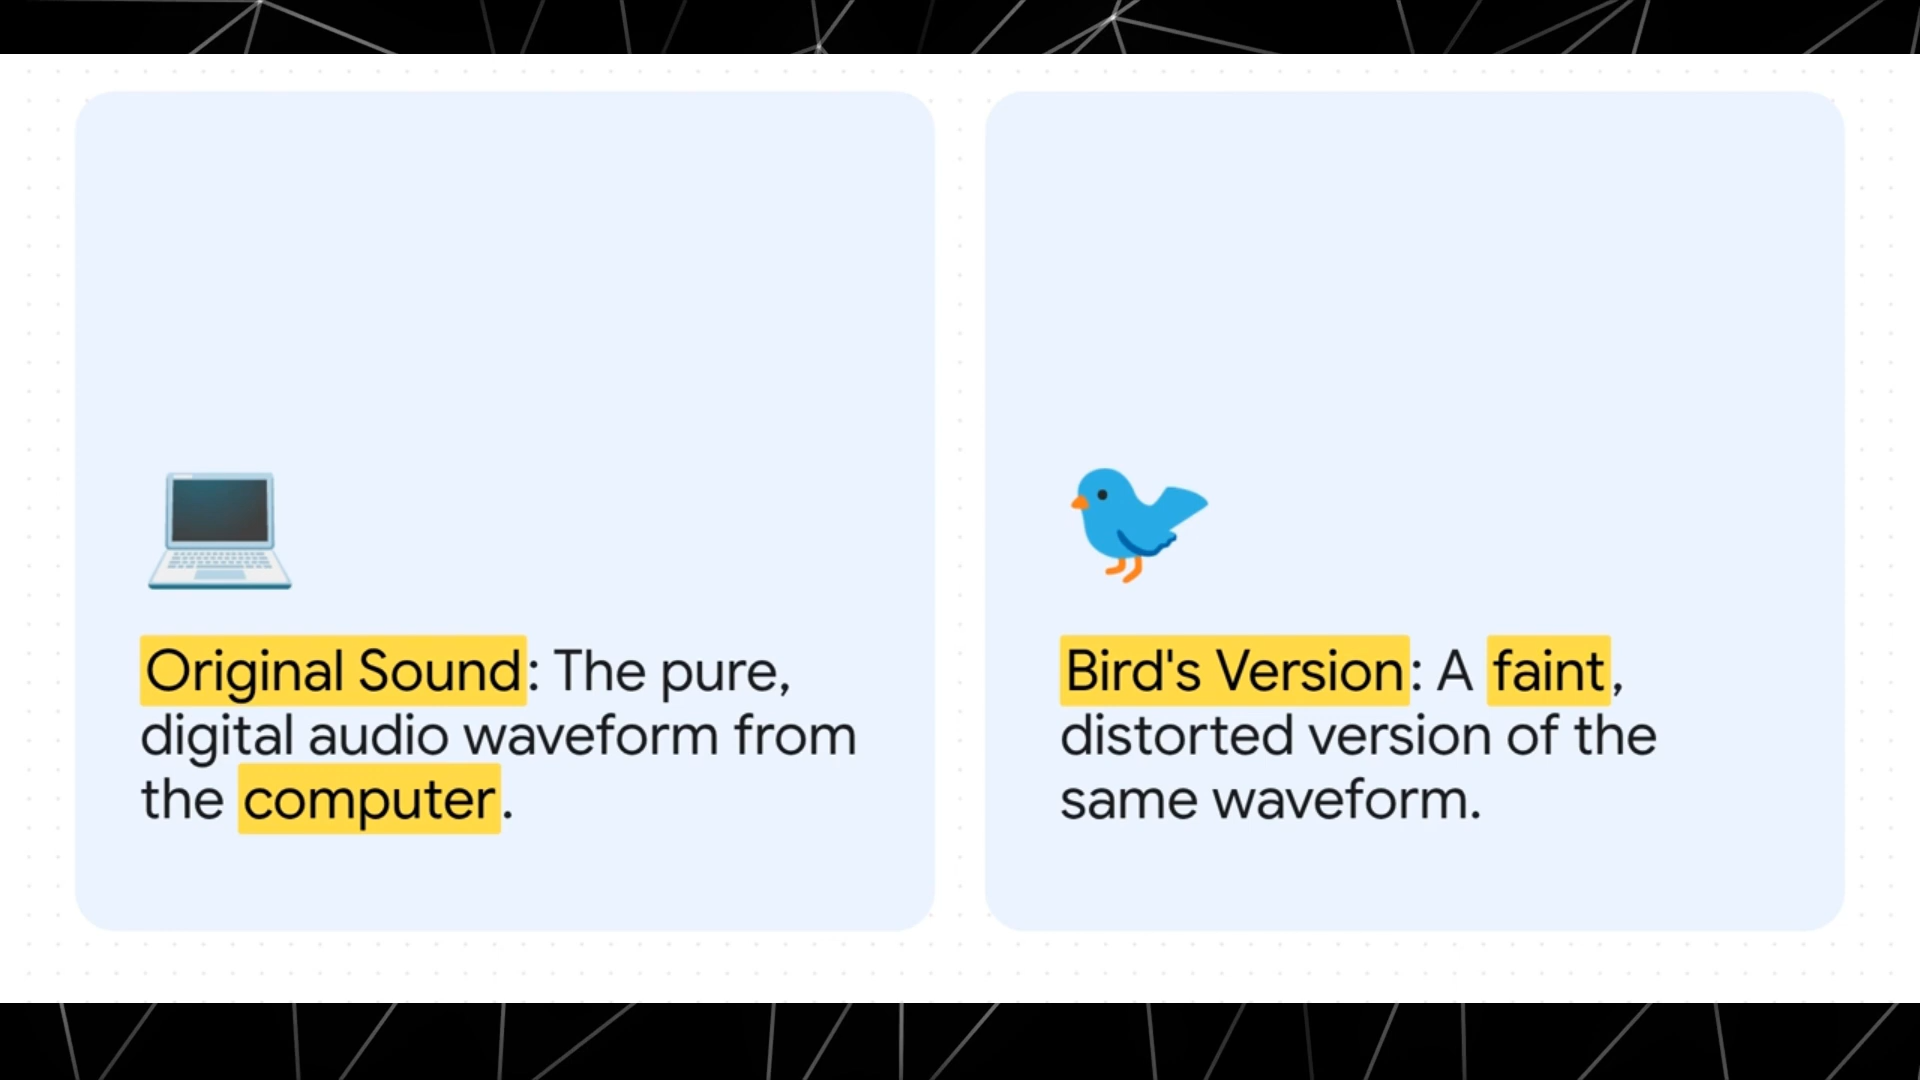 Original Sound: The pure,
digital audio waveform from
the computer.
Bird's Version: A faint,
distorted version of the
same waveform.